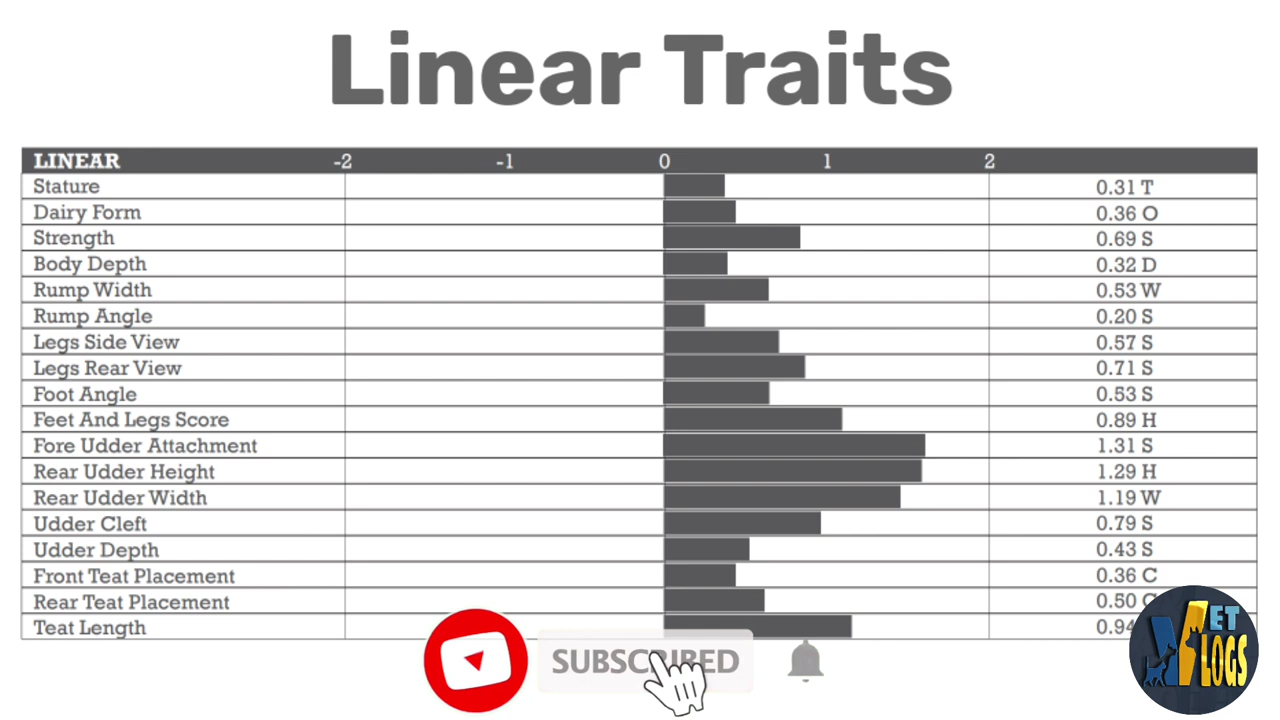 Linear Traits
LINEAR -2 -1 0 1 2
Stature 0.31 T
Dairy Form 0.36 O
Strength 0.69 S
Body Depth 0.32 D
Rump Width 0.53 W
Rump Angle 0.20 S
Legs Side View 0.57 S
Legs Rear View 0.71 S
Foot Angle 0.53 S
Feet And Legs Score 0.89 H
Fore Udder Attachment 1.31 S
Rear Udder Height 1.29 H
Rear Udder Width 1.19 W
Udder Cleft 0.79 S
Udder Depth 0.43 S
Front Teat Placement 0.36 C
Rear Teat Placement 0.50
Teat Length 0.94
SUBSCRIBED
VET
VLOGS